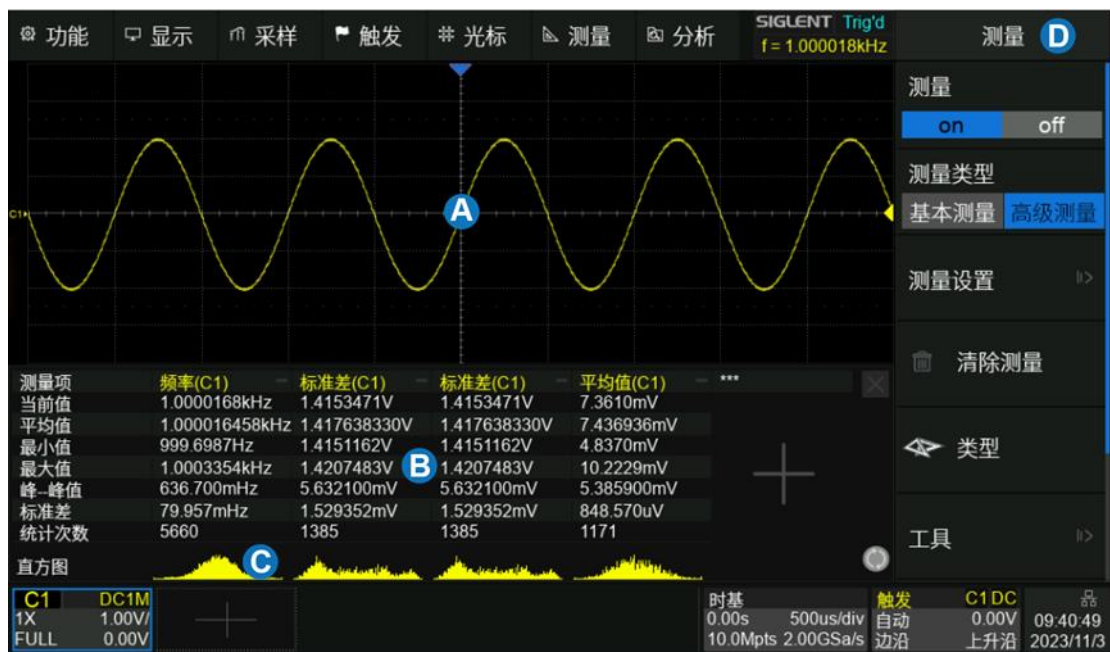 功能 显示 采样 触发 光标 测量 分析 SIGLENT Trig'd
f = 1.000018kHz
测量 D
测量
on off
测量类型
基本测量 高级测量
测量设置
清除测量
类型
工具
C1
A
测量项 频率(C1) 标准差(C1) 标准差(C1) 平均值(C1) ***
当前值 1.0000168kHz 1.4153471V 1.4153471V 7.3610mV
平均值 1.000016458kHz 1.417638330V 1.417638330V 7.436936mV
最小值 999.6987Hz 1.4151162V 1.4151162V 4.8370mV
最大值 1.0003354kHz 1.4207483V B 1.4207483V 10.2229mV
峰--峰值 636.700mHz 5.632100mV 5.632100mV 5.385900mV
标准差 79.957mHz 1.529352mV 1.529352mV 848.570uV
统计次数 5660 1385 1385 1171
直方图 C
C1 DC1M
1X 1.00V/
FULL 0.00V
时基
0.00s 500us/div
10.0Mpts 2.00GSa/s
触发 C1 DC
自动 0.00V
边沿 上升沿
09:40:49
2023/11/3